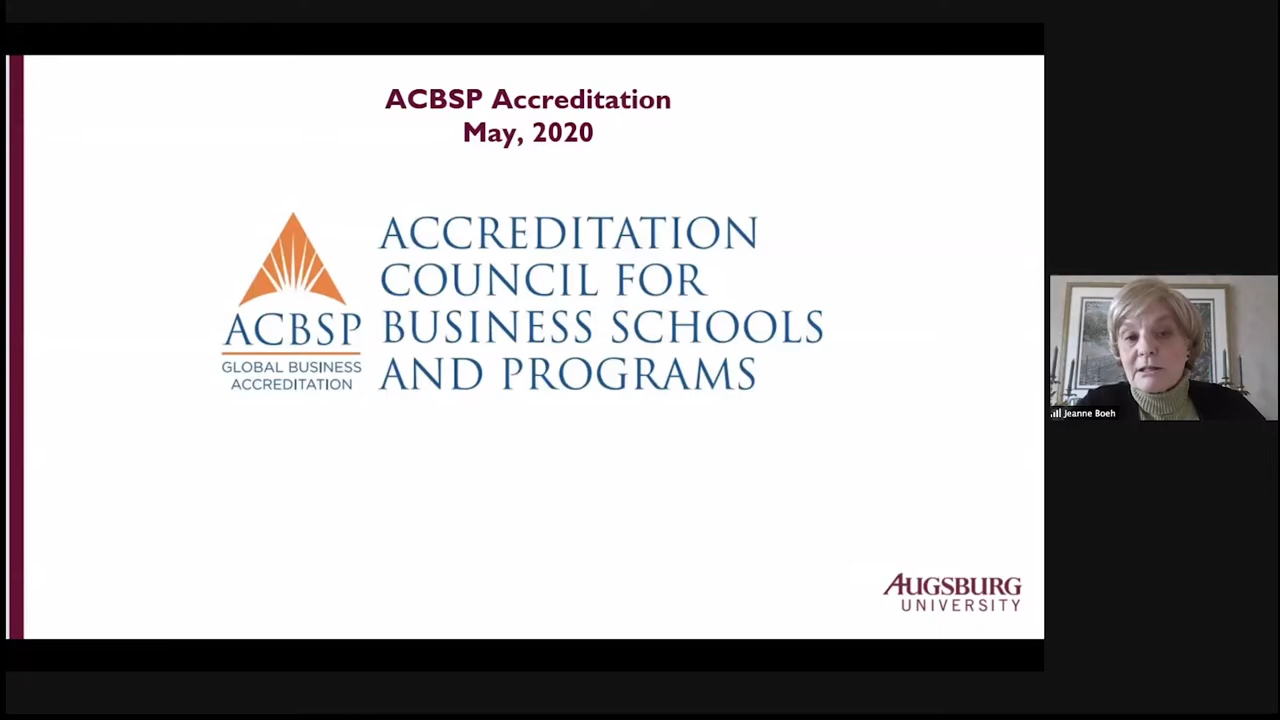 ACBSP Accreditation
May, 2020
ACCREDITATION
COUNCIL FOR
BUSINESS SCHOOLS
AND PROGRAMS
ACBSP
GLOBAL BUSINESS
ACCREDITATION
AUGSBURG
UNIVERSITY
Jeanne Boeh